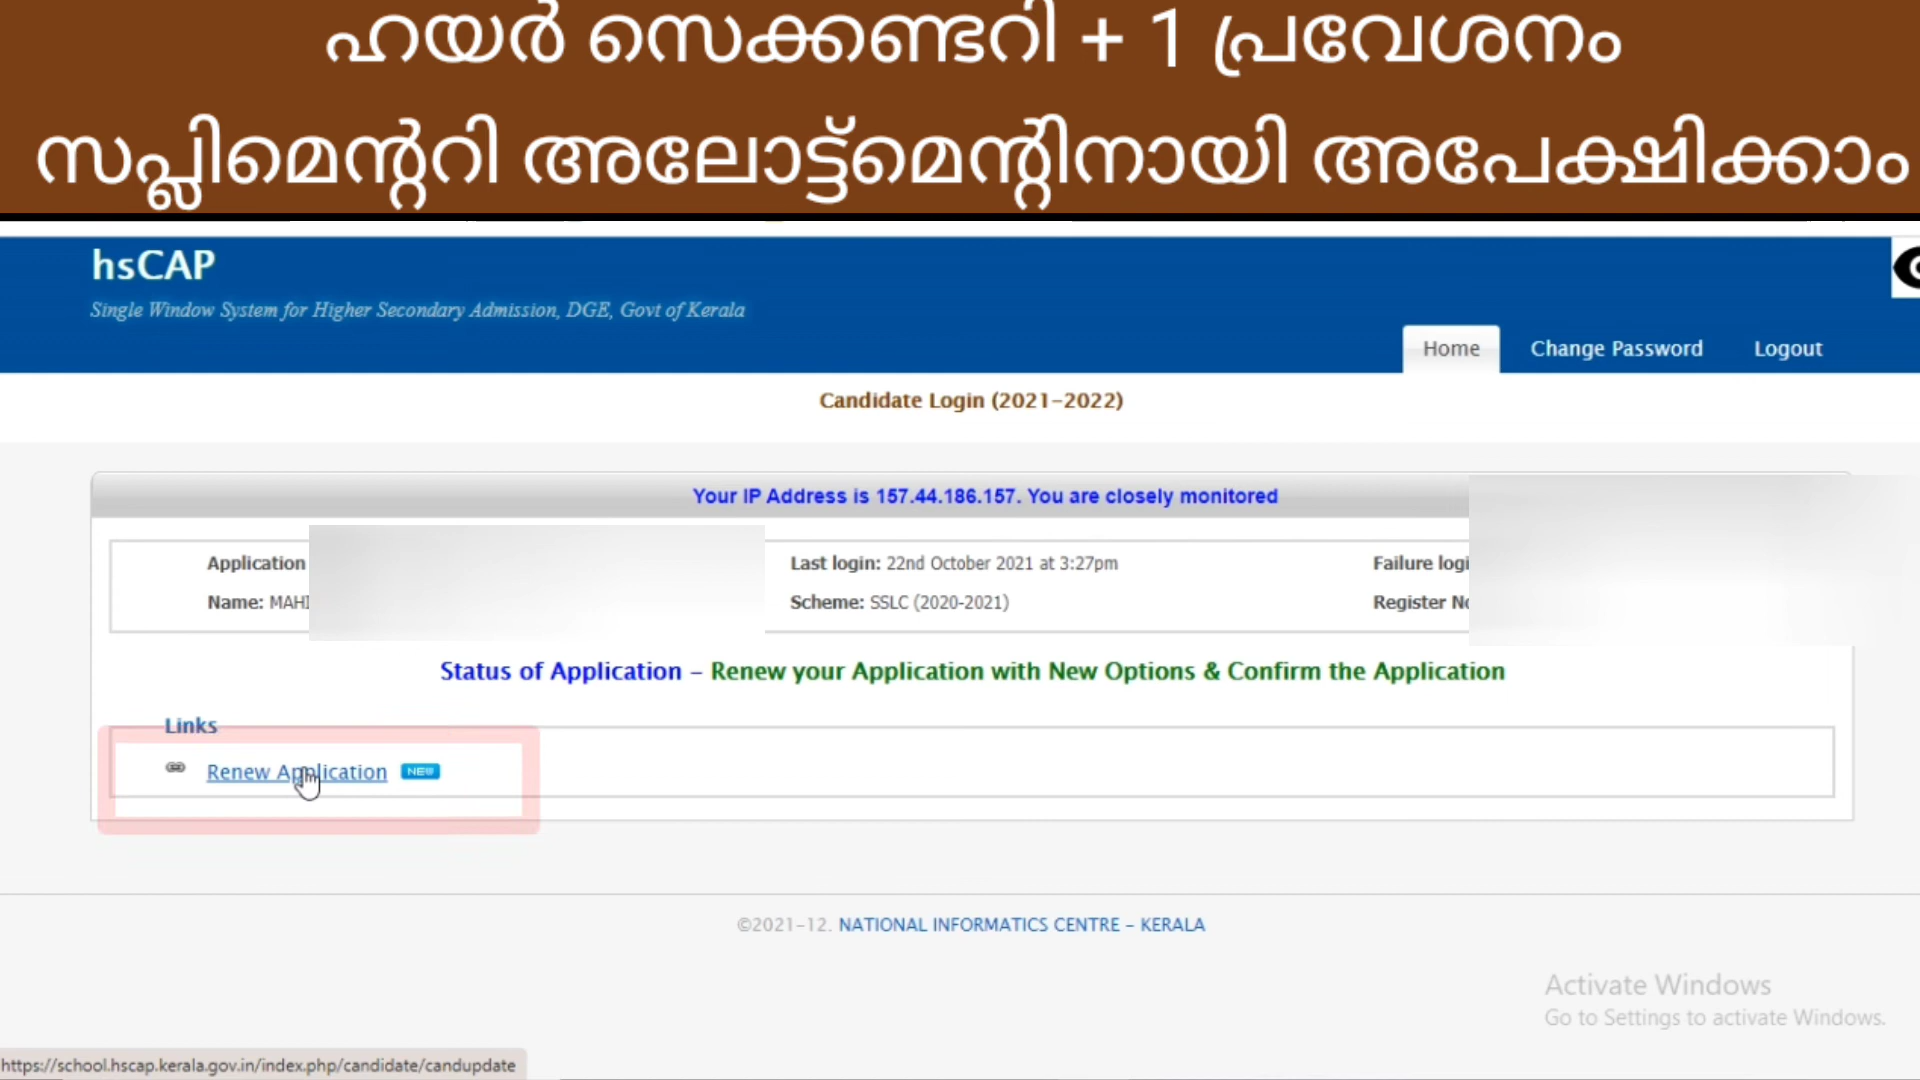 ഹയർ സെക്കണ്ടറി + 1 പ്രവേശനം
സപ്ലിമെന്ററി അലോട്ട്മെന്റിനായി അപേക്ഷിക്കാം
hsCAP
Single Window System for Higher Secondary Admission, DGE, Govt of Kerala
Home Change Password Logout
Candidate Login (2021-2022)
Your IP Address is 157.44.186.157. You are closely monitored
Application Last login: 22nd October 2021 at 3:27pm Failure logi
Name: MAHI Scheme: SSLC (2020-2021) Register No
Status of Application - Renew your Application with New Options & Confirm the Application
Links
Renew Application NEW
©2021-12. NATIONAL INFORMATICS CENTRE - KERALA
Activate Windows
Go to Settings to activate Windows.
https://school.hscap.kerala.gov.in/index.php/candidate/candupdate